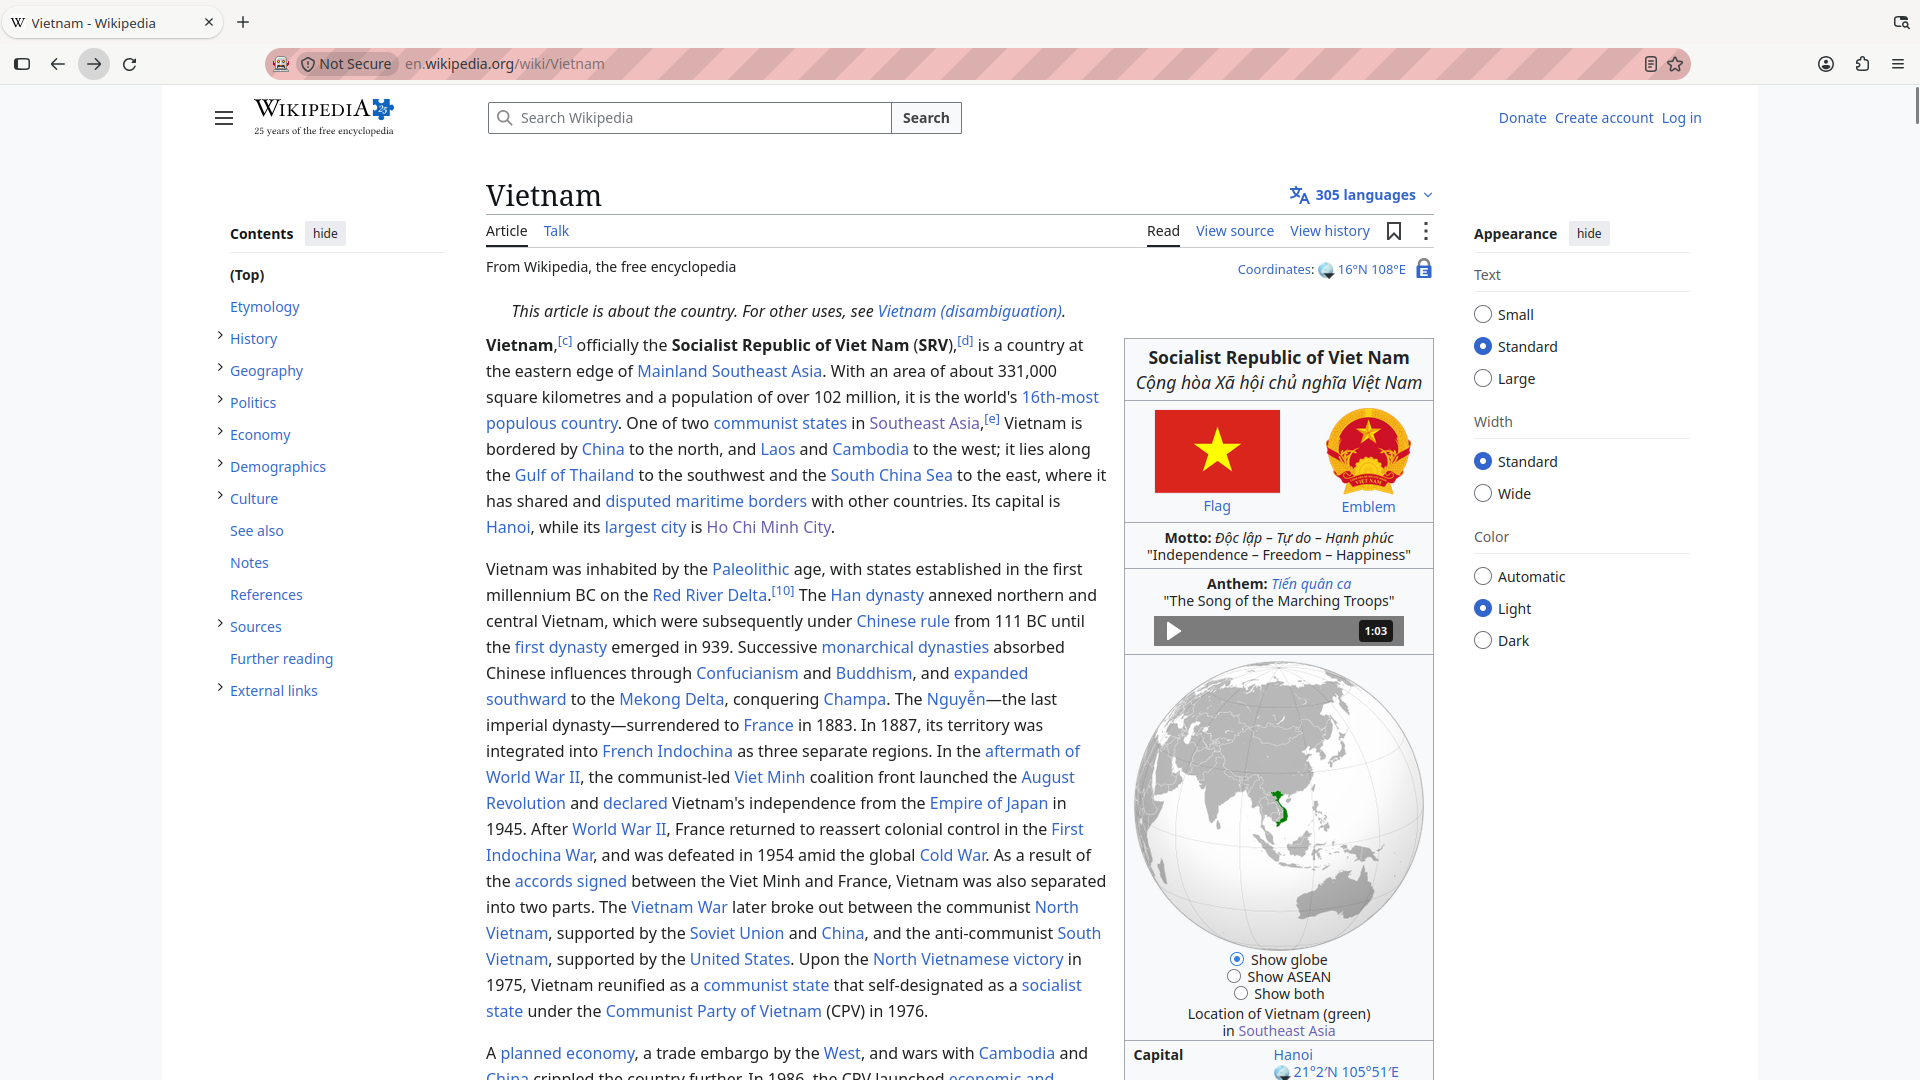 Vietnam - Wikipedia
Not Secure
en.wikipedia.org/wiki/Vietnam
WIKIPEDIA 25
25 years of the free encyclopedia
Search Wikipedia
Search
Donate Create account Log in
Vietnam
305 languages
Article Talk
Read View source View history
From Wikipedia, the free encyclopedia
Coordinates: 16°N 108°E
Contents hide
(Top)
Etymology
History
Geography
Politics
Economy
Demographics
Culture
See also
Notes
References
Sources
Further reading
External links
This article is about the country. For other uses, see Vietnam (disambiguation).
Vietnam,[c] officially the Socialist Republic of Viet Nam (SRV),[d] is a country at
the eastern edge of Mainland Southeast Asia. With an area of about 331,000
square kilometres and a population of over 102 million, it is the world's 16th-most
populous country. One of two communist states in Southeast Asia,[e] Vietnam is
bordered by China to the north, and Laos and Cambodia to the west; it lies along
the Gulf of Thailand to the southwest and the South China Sea to the east, where it
has shared and disputed maritime borders with other countries. Its capital is
Hanoi, while its largest city is Ho Chi Minh City.
Vietnam was inhabited by the Paleolithic age, with states established in the first
millennium BC on the Red River Delta.[10] The Han dynasty annexed northern and
central Vietnam, which were subsequently under Chinese rule from 111 BC until
the first dynasty emerged in 939. Successive monarchical dynasties absorbed
Chinese influences through Confucianism and Buddhism, and expanded
southward to the Mekong Delta, conquering Champa. The Nguyễn—the last
imperial dynasty—surrendered to France in 1883. In 1887, its territory was
integrated into French Indochina as three separate regions. In the aftermath of
World War II, the communist-led Viet Minh coalition front launched the August
Revolution and declared Vietnam's independence from the Empire of Japan in
1945. After World War II, France returned to reassert colonial control in the First
Indochina War, and was defeated in 1954 amid the global Cold War. As a result of
the accords signed between the Viet Minh and France, Vietnam was also separated
into two parts. The Vietnam War later broke out between the communist North
Vietnam, supported by the Soviet Union and China, and the anti-communist South
Vietnam, supported by the United States. Upon the North Vietnamese victory in
1975, Vietnam reunified as a communist state that self-designated as a socialist
state under the Communist Party of Vietnam (CPV) in 1976.
A planned economy, a trade embargo by the West, and wars with Cambodia and
China crippled the country further. In 1986, the CPV launched economic and
Socialist Republic of Viet Nam
Cộng hòa Xã hội chủ nghĩa Việt Nam
Flag
Emblem
Motto: Độc lập – Tự do – Hạnh phúc
"Independence – Freedom – Happiness"
Anthem: Tiến quân ca
"The Song of the Marching Troops"
1:03
Show globe
Show ASEAN
Show both
Location of Vietnam (green)
in Southeast Asia
Capital Hanoi
21°2′N 105°51′E
Appearance hide
Text
Small
Standard
Large
Width
Standard
Wide
Color
Automatic
Light
Dark